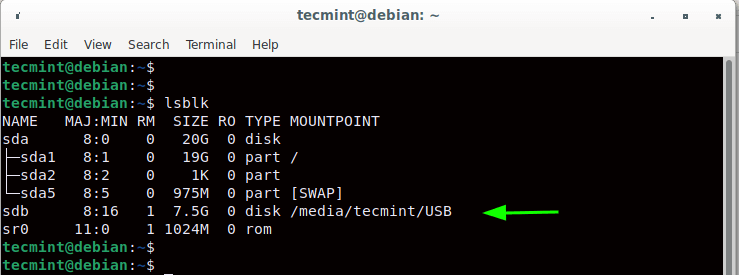 tecmint@debian: ~
File Edit View Search Terminal Help
tecmint@debian:~$
tecmint@debian:~$
tecmint@debian:~$ lsblk
NAME   MAJ:MIN RM  SIZE RO TYPE MOUNTPOINT
sda      8:0    0   20G  0 disk
├─sda1   8:1    0   19G  0 part /
├─sda2   8:2    0    1K  0 part
└─sda5   8:5    0  975M  0 part [SWAP]
sdb      8:16   1  7.5G  0 disk /media/tecmint/USB
sr0     11:0    1 1024M  0 rom
tecmint@debian:~$
tecmint@debian:~$